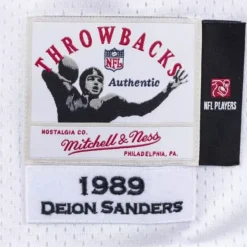 THROWBACKS
NFL
Authentic
NOSTALGIA CO.
Mitchell & Ness
PHILADELPHIA, PA.
NFL PLAYERS
1989
DEION SANDERS